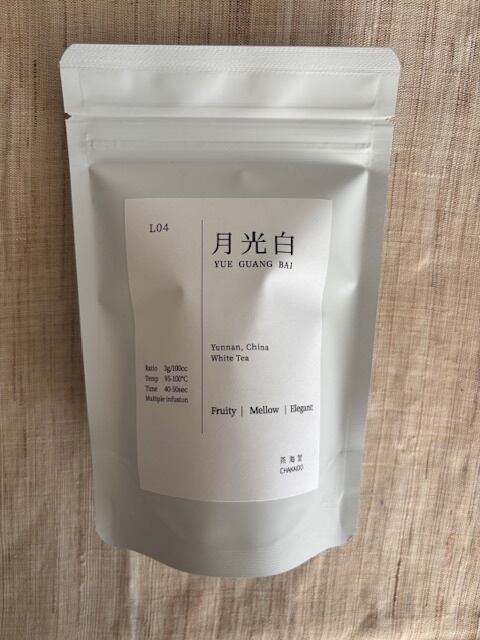 L04
月光白
YUE GUANG BAI
Yunnan, China
White Tea
Ratio 3g/100cc
Temp 95-100°C
Time 40-50sec
Multiple infusion
Fruity | Mellow | Elegant
茶海堂
CHAKAIDO